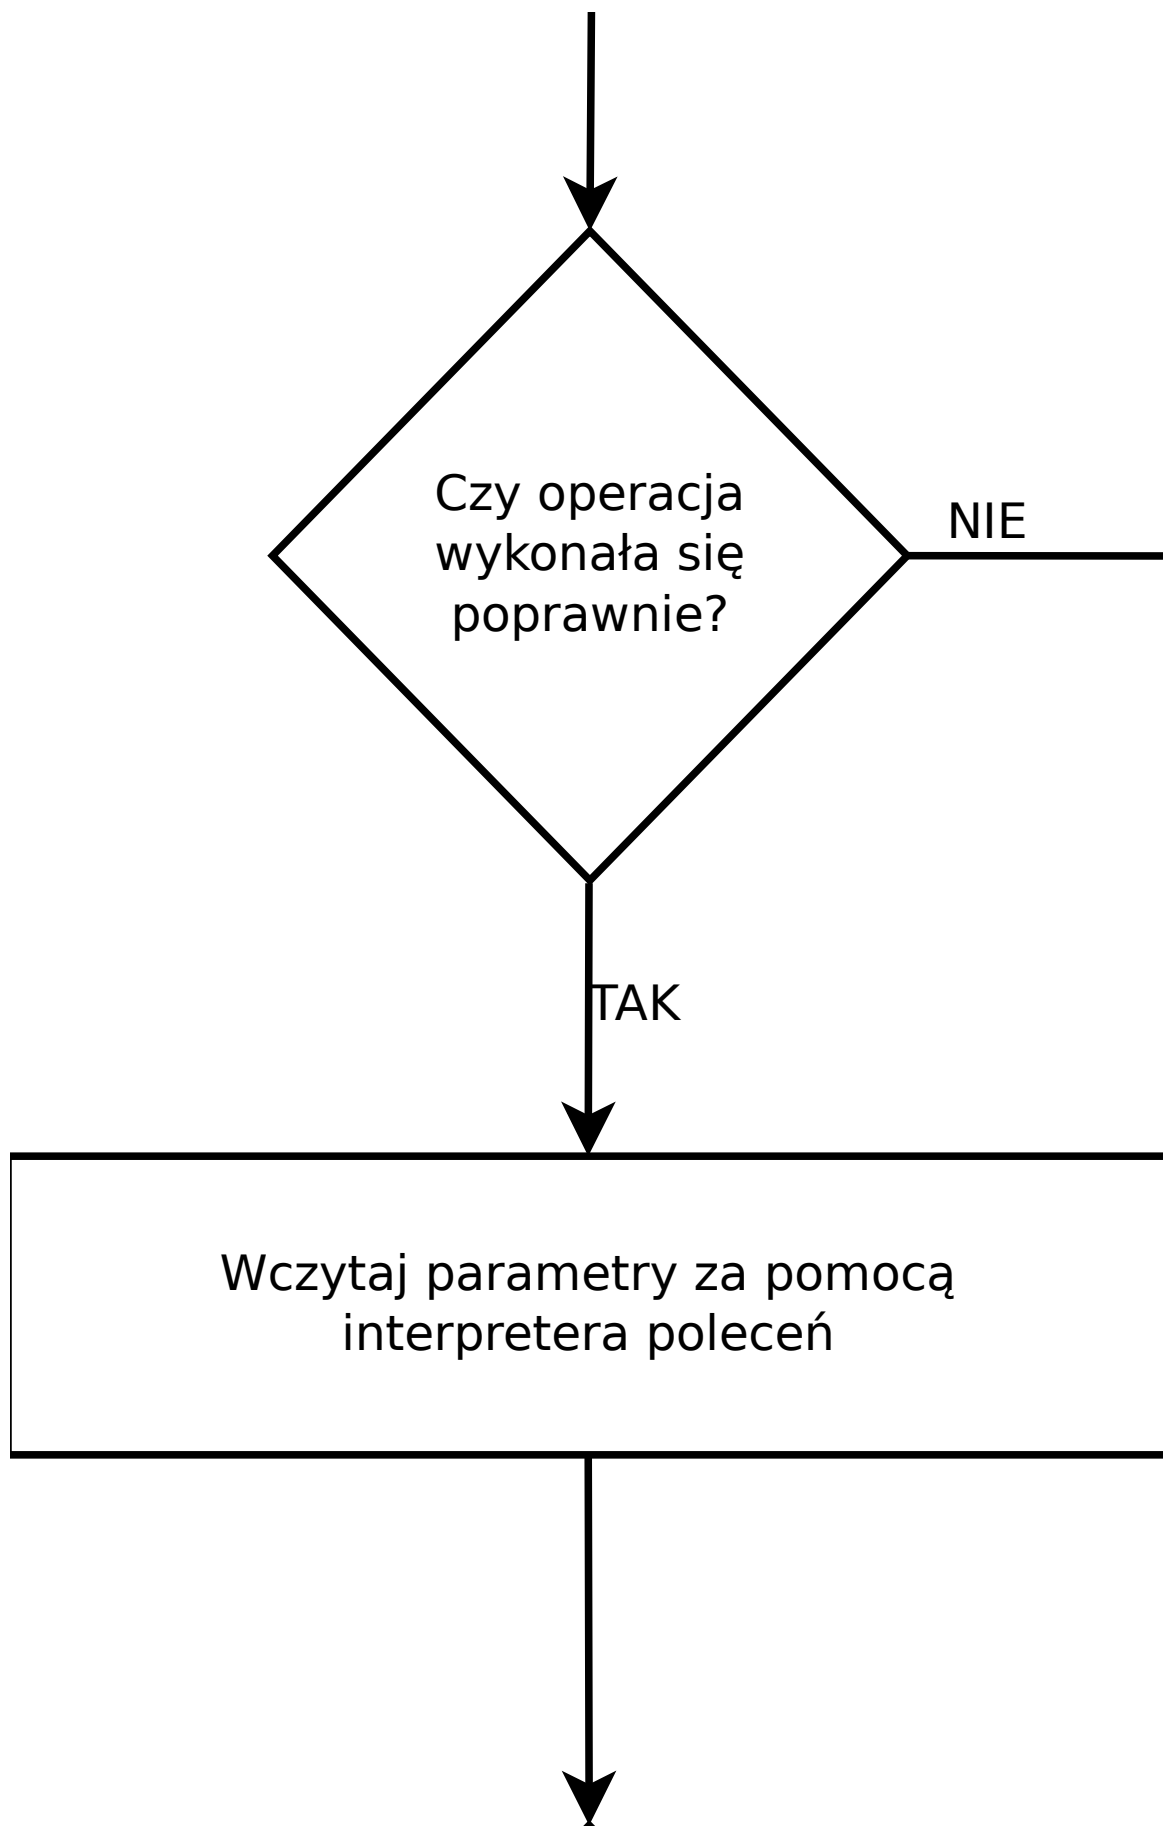 Czy operacja
wykonała się
poprawnie?
NIE
TAK
Wczytaj parametry za pomocą
interpretera poleceń